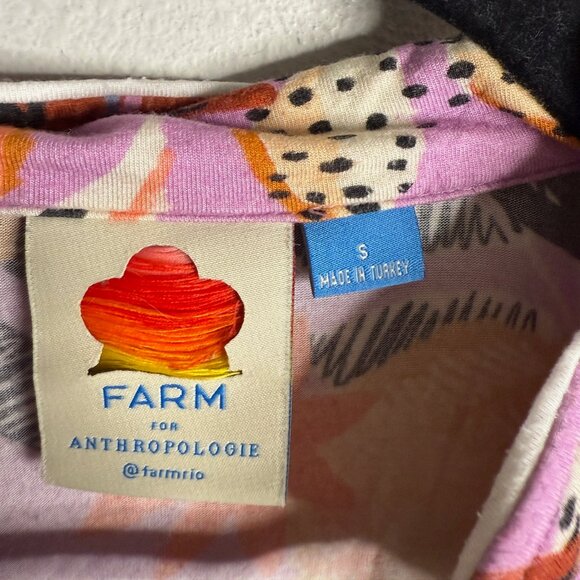 S
MADE IN TURKEY
FARM
FOR
ANTHROPOLOGIE
@farmrio